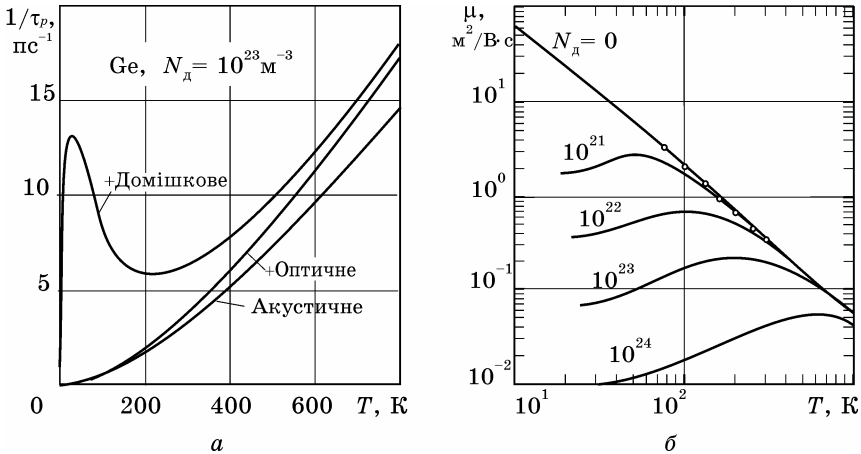 1/τₚ,
пс⁻¹
Ge, Nд = 10²³ м⁻³
15
10
5
0
+Домішкове
+Оптичне
Акустичне
200
400
600
T, К
а
μ,
м²/В·с
Nд = 0
10¹
10⁰
10⁻¹
10⁻²
10²¹
10²²
10²³
10²⁴
10¹
10²
T, К
б